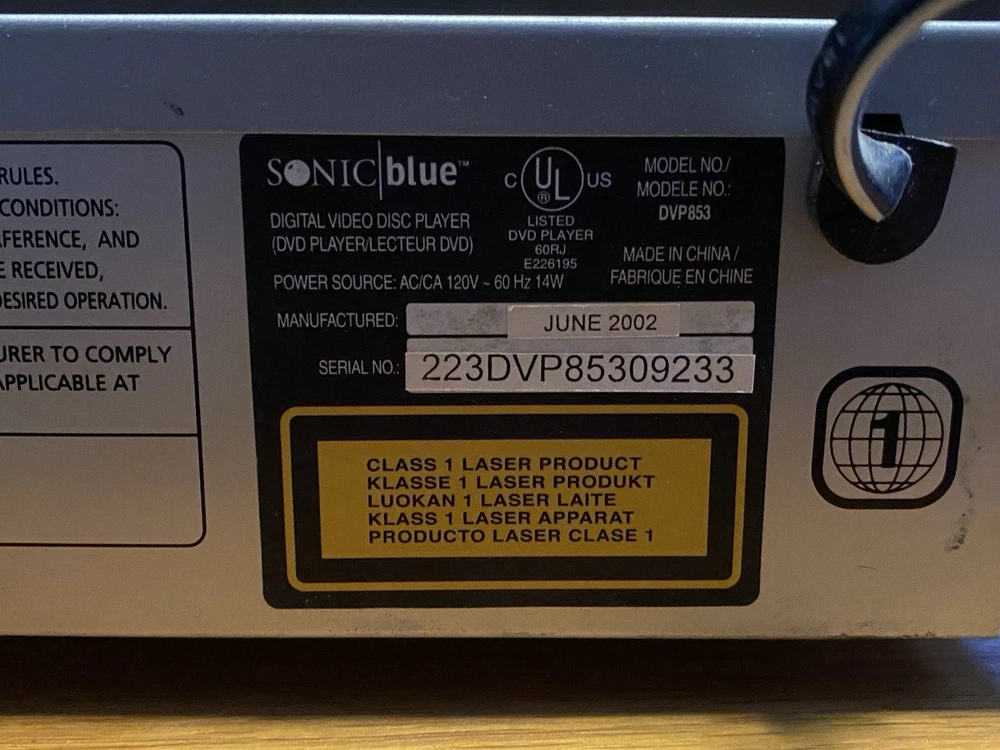 RULES.
CONDITIONS:
FERENCE, AND
E RECEIVED,
ESIRED OPERATION.
URER TO COMPLY
APPLICABLE AT
SONIC|blue™
DIGITAL VIDEO DISC PLAYER
(DVD PLAYER/LECTEUR DVD)
POWER SOURCE: AC/CA 120V ~ 60 Hz 14W
C UL ® US
LISTED
DVD PLAYER
60RJ
E226195
MODEL NO./
MODELE NO.:
DVP853
MADE IN CHINA /
FABRIQUE EN CHINE
MANUFACTURED: JUNE 2002
SERIAL NO.: 223DVP85309233
CLASS 1 LASER PRODUCT
KLASSE 1 LASER PRODUKT
LUOKAN 1 LASER LAITE
KLASS 1 LASER APPARAT
PRODUCTO LASER CLASE 1
1